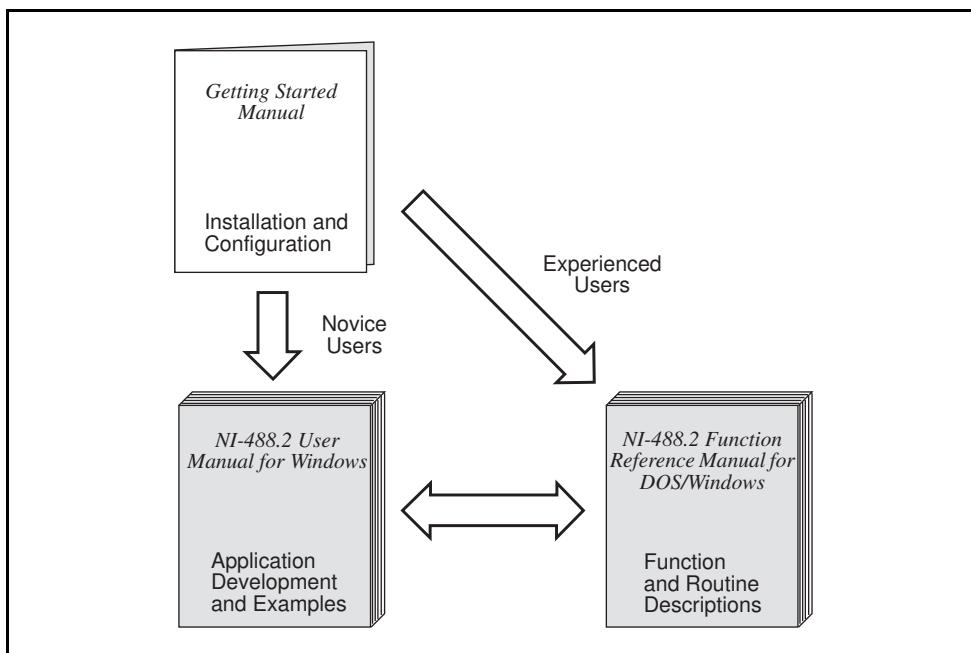 Getting Started
Manual
Installation and
Configuration
Experienced
Users
Novice
Users
NI-488.2 User
Manual for Windows
Application
Development
and Examples
NI-488.2 Function
Reference Manual for
DOS/Windows
Function
and Routine
Descriptions